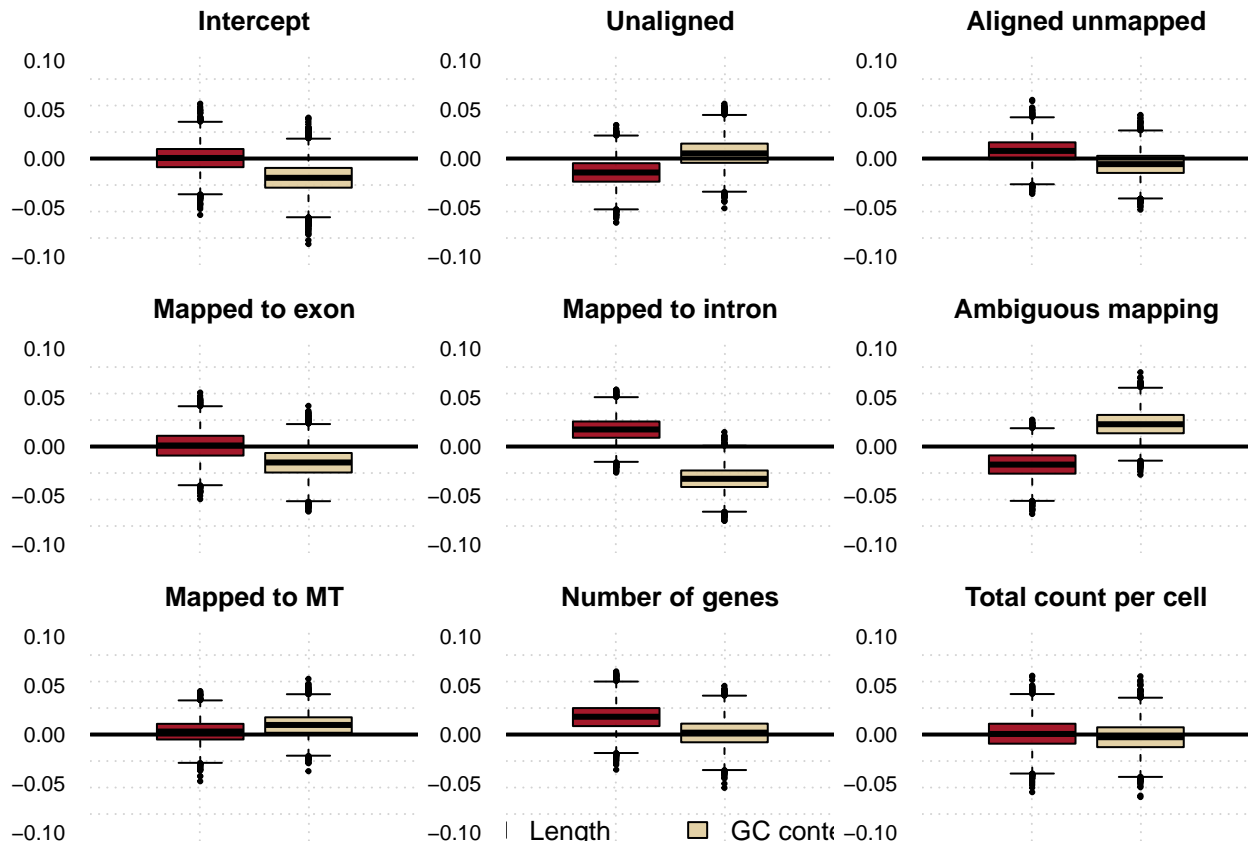 Intercept Unaligned Aligned unmapped
0.10 0.10 0.10
0.05 0.05 0.05
0.00 0.00 0.00
−0.05 −0.05 −0.05
−0.10 −0.10 −0.10
Mapped to exon Mapped to intron Ambiguous mapping
0.10 0.10 0.10
0.05 0.05 0.05
0.00 0.00 0.00
−0.05 −0.05 −0.05
−0.10 −0.10 −0.10
Mapped to MT Number of genes Total count per cell
0.10 0.10 0.10
0.05 0.05 0.05
0.00 0.00 0.00
−0.05 −0.05 −0.05
−0.10 Length GC conte −0.10 −0.10